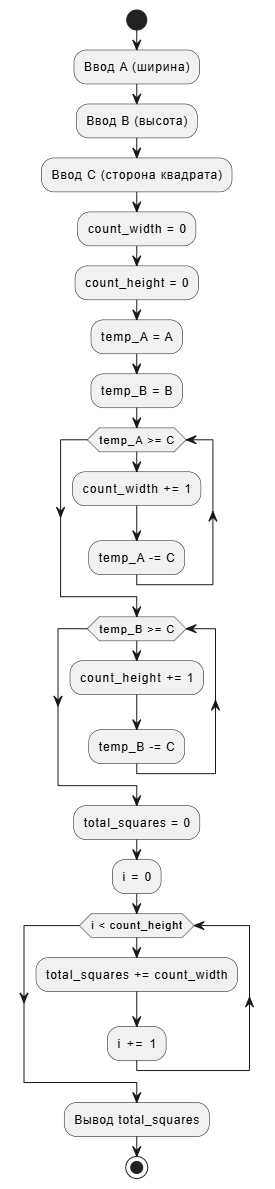 Ввод A (ширина)
Ввод B (высота)
Ввод C (сторона квадрата)
count_width = 0
count_height = 0
temp_A = A
temp_B = B
temp_A >= C
count_width += 1
temp_A -= C
temp_B >= C
count_height += 1
temp_B -= C
total_squares = 0
i = 0
i < count_height
total_squares += count_width
i += 1
Вывод total_squares